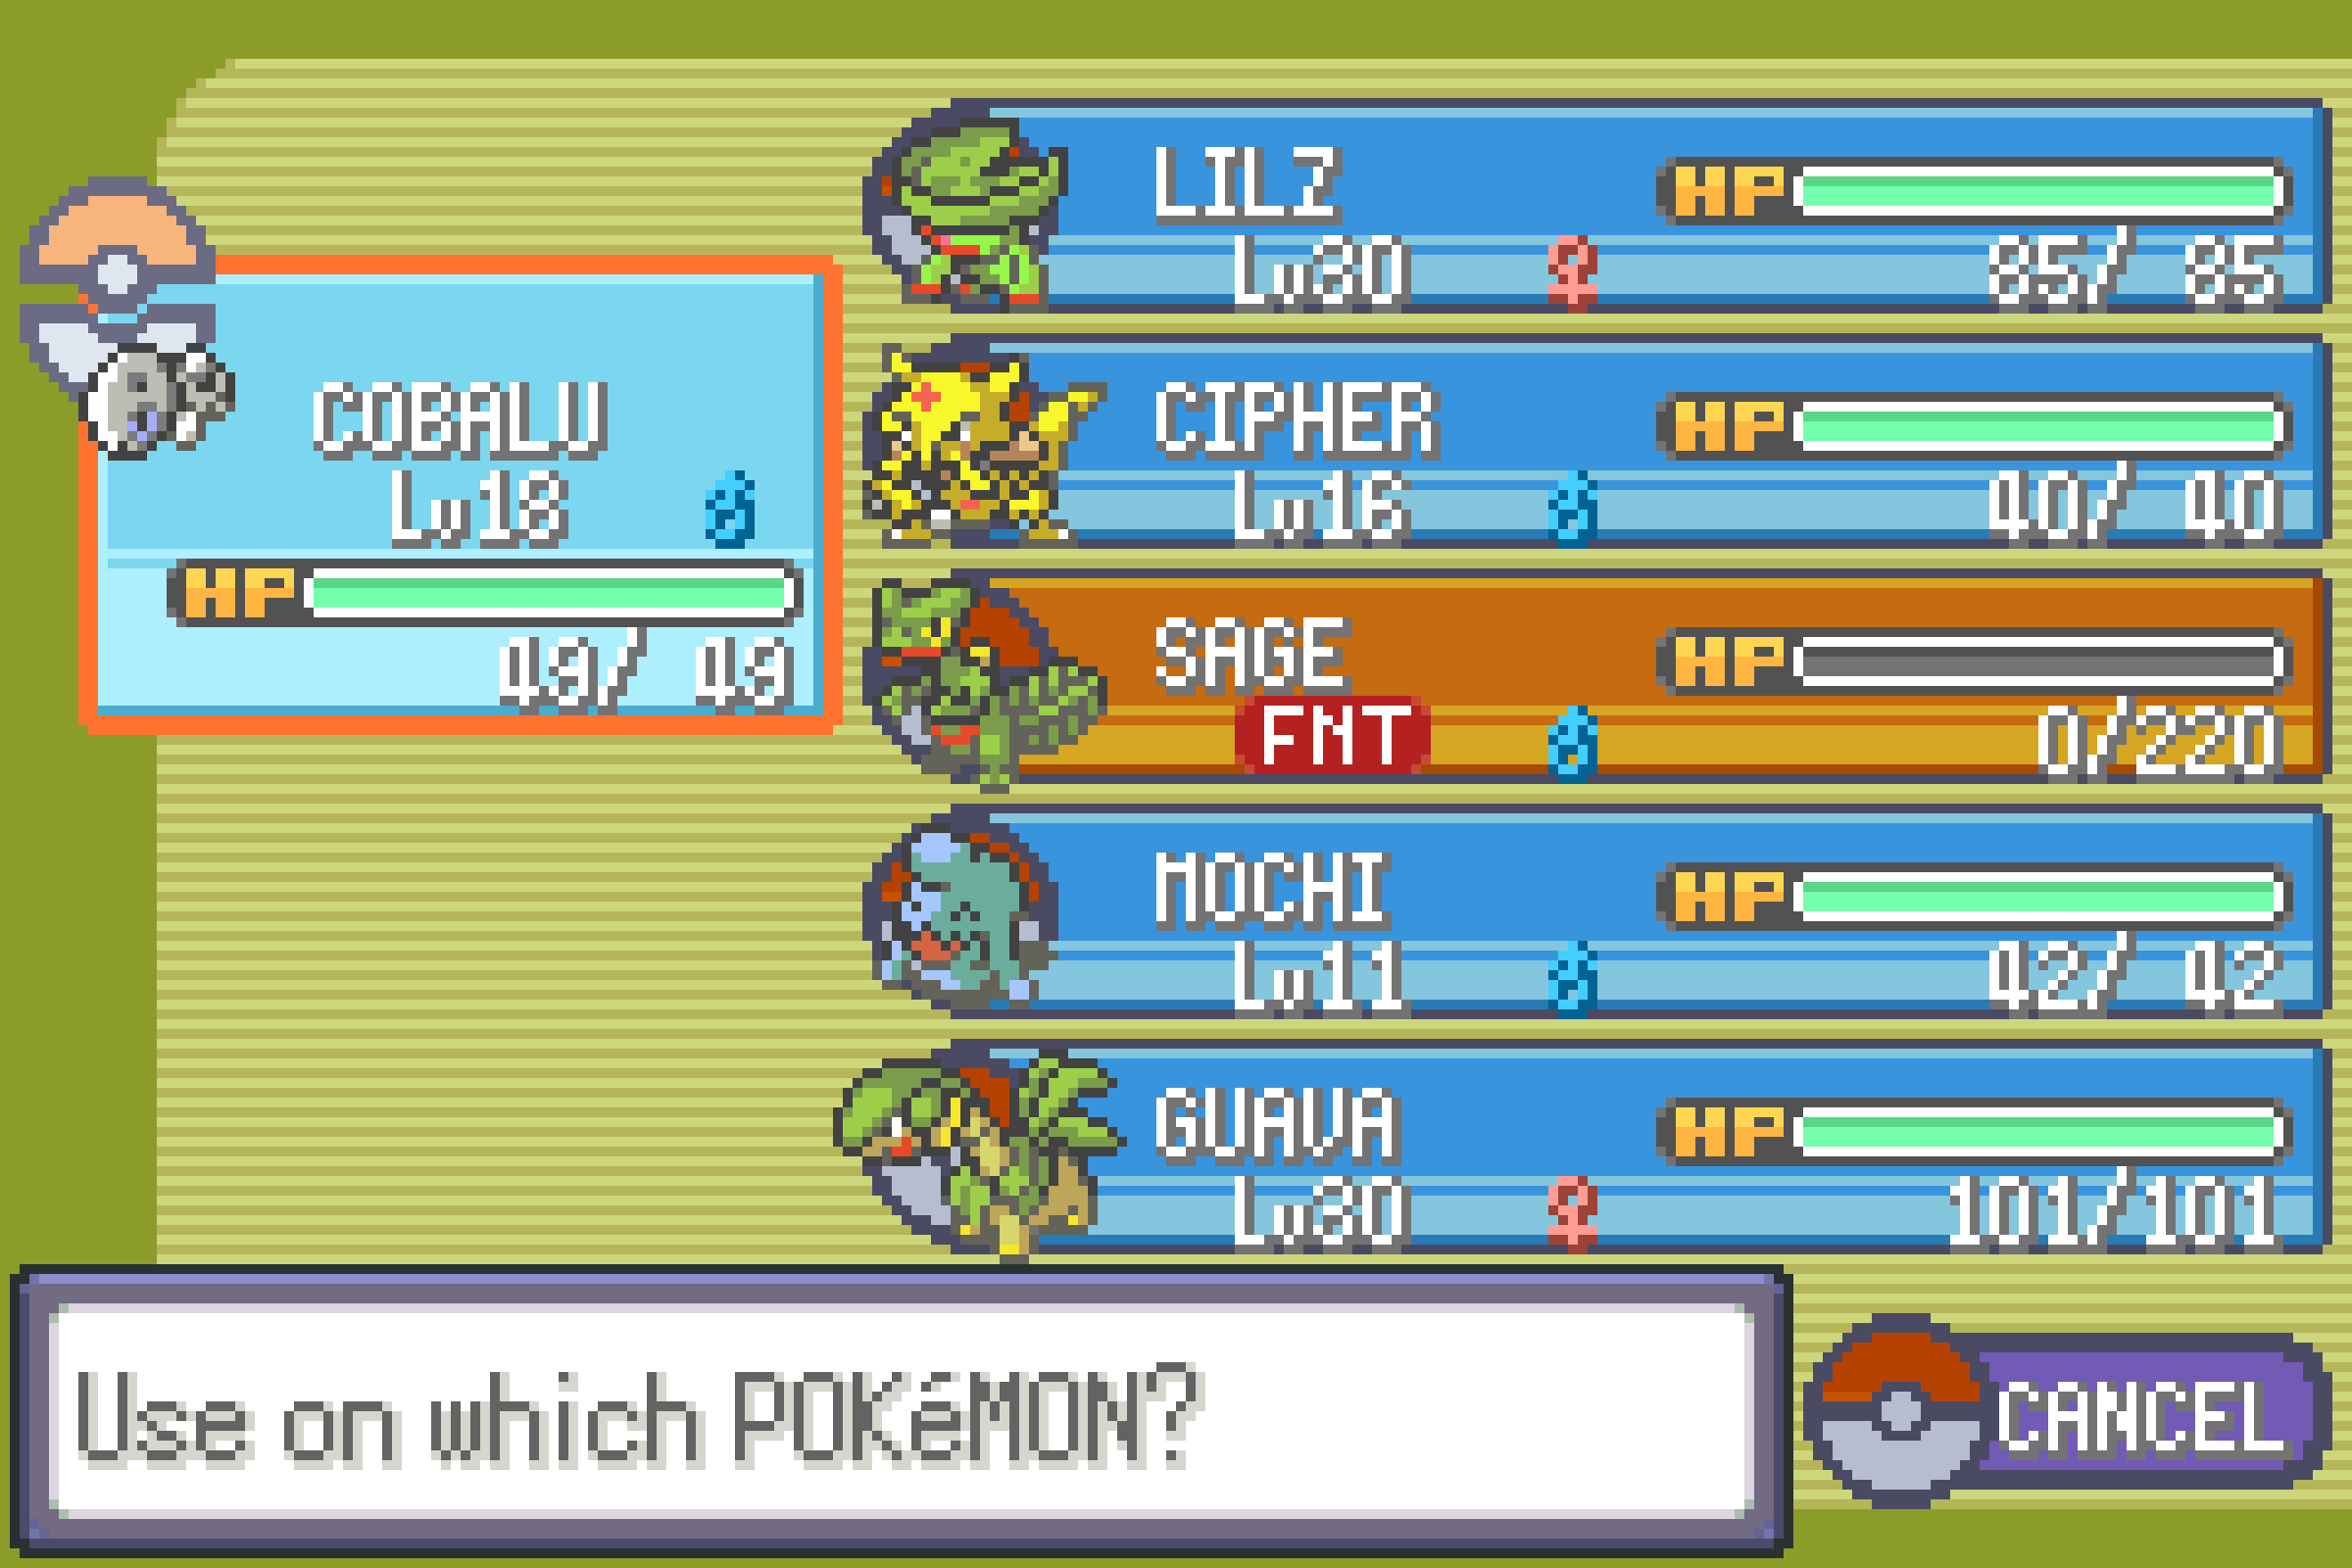 COBALU
Lv18 ♂
HP
49/ 49
LILZ
HP
Lv30 ♀
85/ 85
CIPHER
HP
Lv16 ♂
40/ 40
SAGE
HP
FNT ♂
0/220
MOCHI
HP
Lv11 ♂
42/ 42
GUAVA
HP
Lv30 ♀
101/101
Use on which POKéMON?
CANCEL